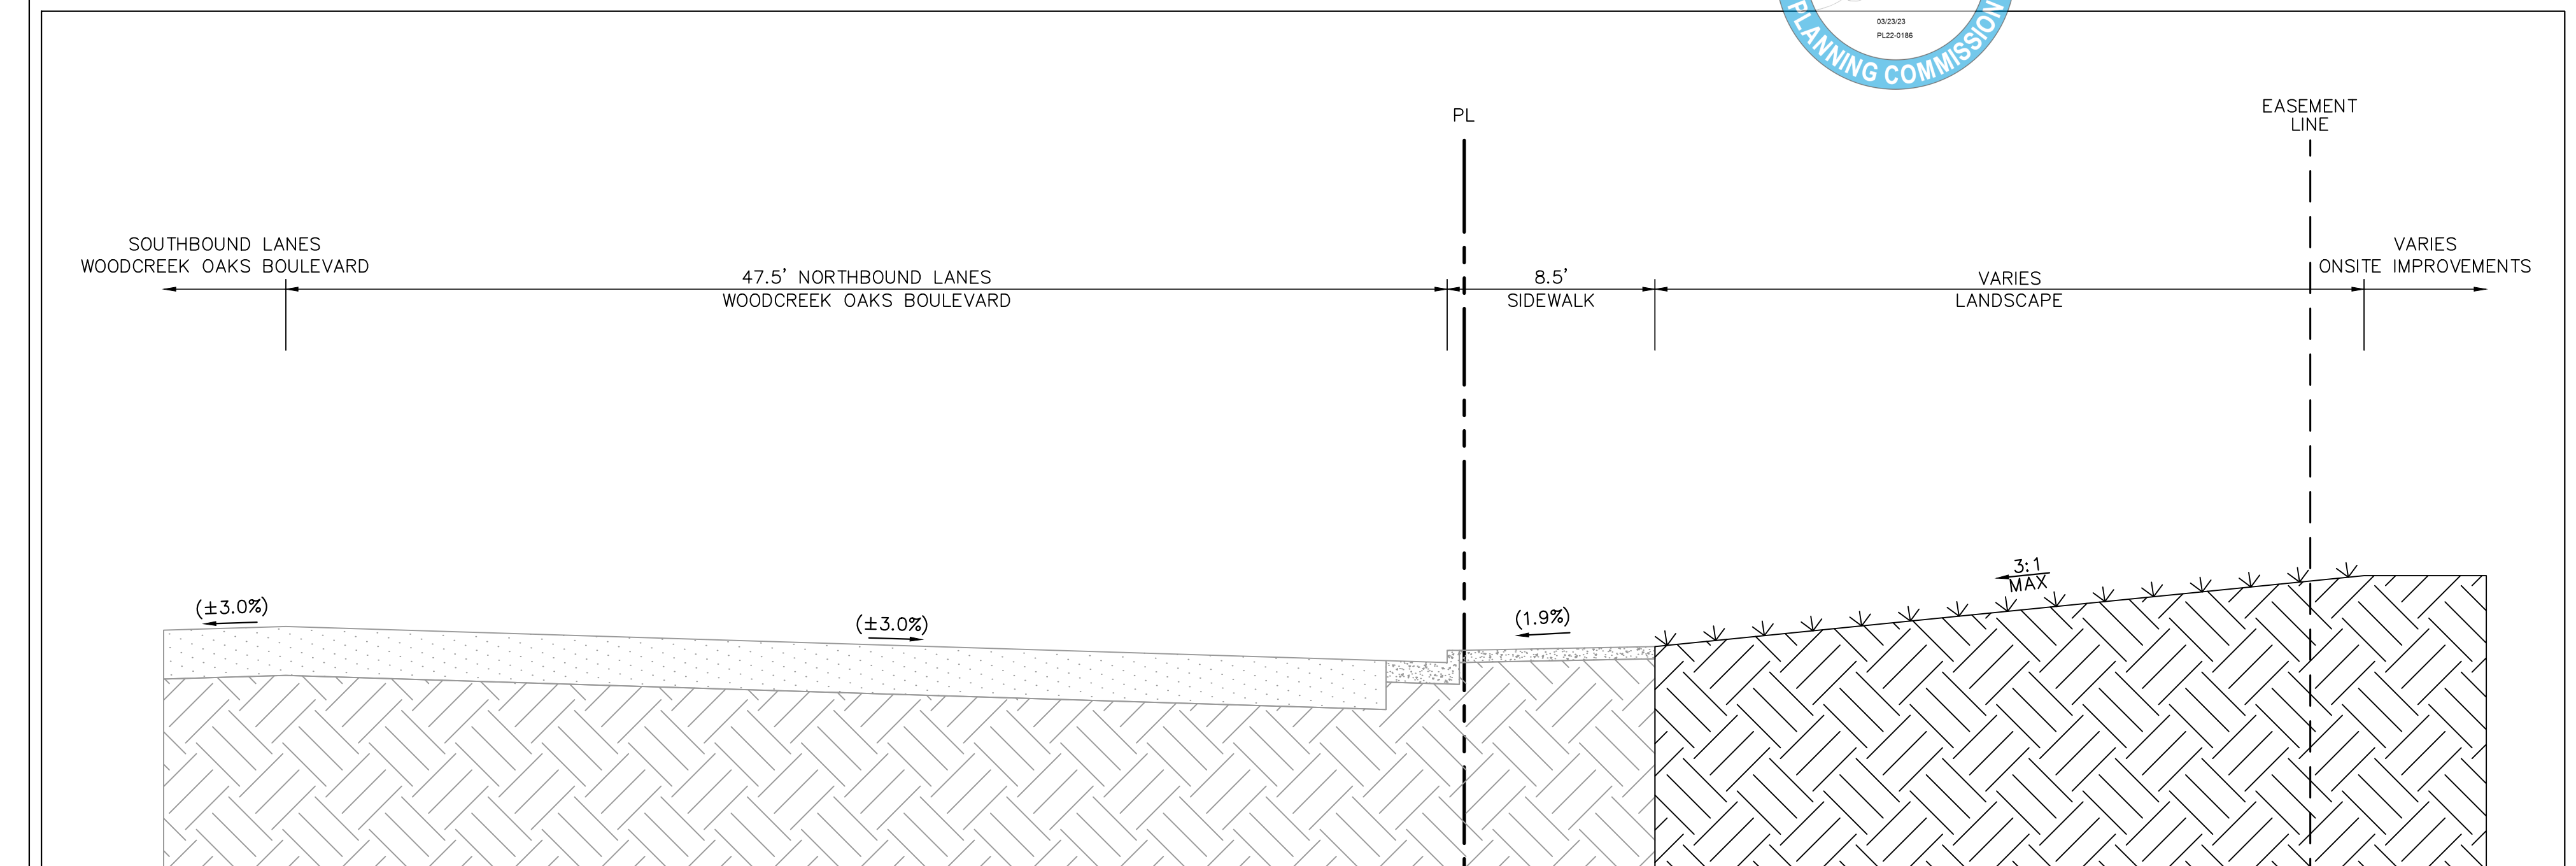 03/23/23
PL22-0186
PLANNING COMMISSION
PL
EASEMENT
LINE
SOUTHBOUND LANES
WOODCREEK OAKS BOULEVARD
47.5' NORTHBOUND LANES
WOODCREEK OAKS BOULEVARD
8.5'
SIDEWALK
VARIES
LANDSCAPE
VARIES
ONSITE IMPROVEMENTS
(±3.0%)
(±3.0%)
(1.9%)
3:1
MAX